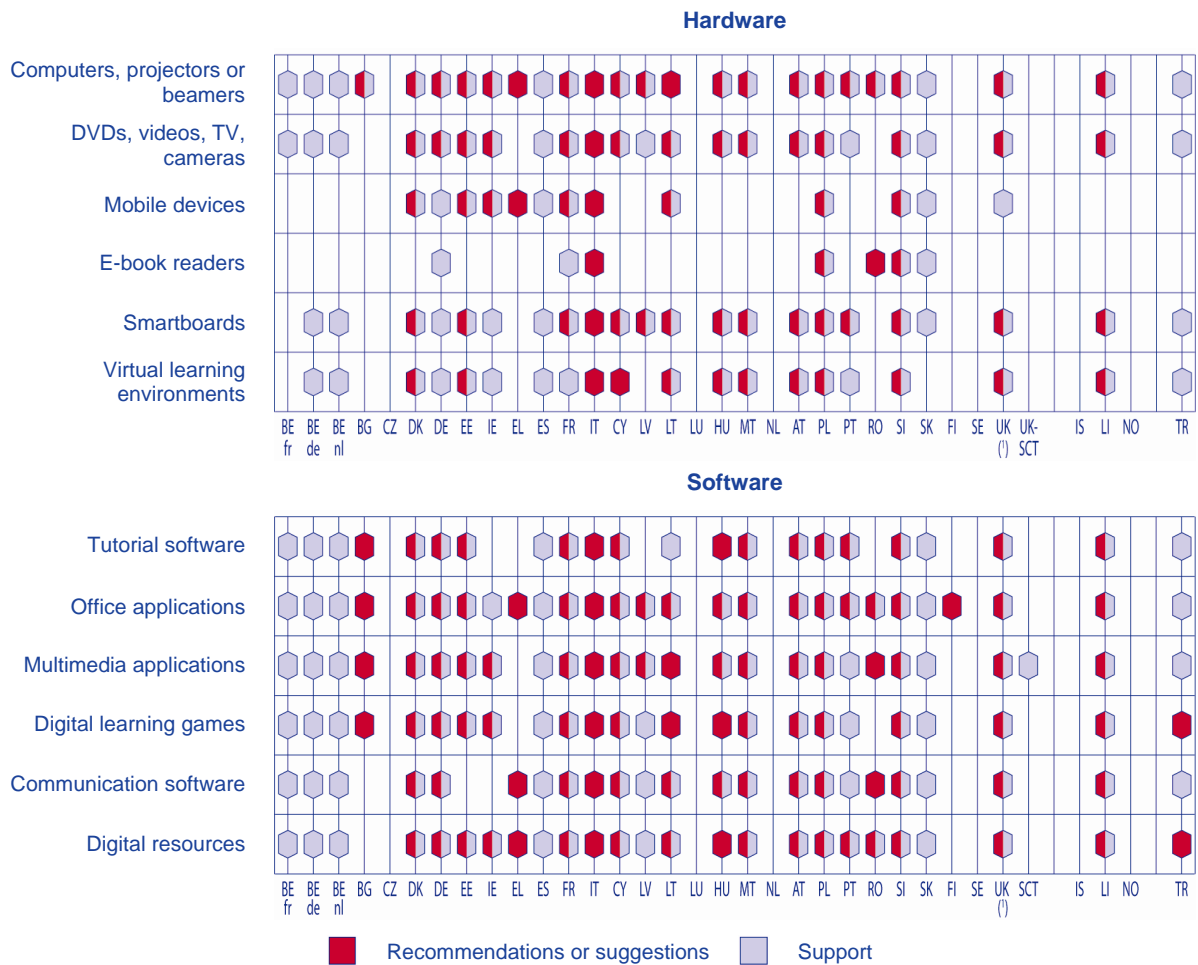 Hardware
Computers, projectors or
beamers
DVDs, videos, TV,
cameras
Mobile devices
E-book readers
Smartboards
Virtual learning
environments
BE BE BE BG CZ DK DE EE IE EL ES FR IT CY LV LT LU HU MT NL AT PL PT RO SI SK FI SE UK UK- IS LI NO TR
fr de nl (¹) SCT
Software
Tutorial software
Office applications
Multimedia applications
Digital learning games
Communication software
Digital resources
BE BE BE BG CZ DK DE EE IE EL ES FR IT CY LV LT LU HU MT NL AT PL PT RO SI SK FI SE UK SCT IS LI NO TR
fr de nl (¹)
Recommendations or suggestions Support